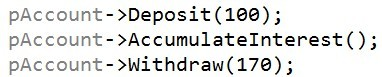 pAccount->Deposit(100);
pAccount->AccumulateInterest();
pAccount->Withdraw(170);